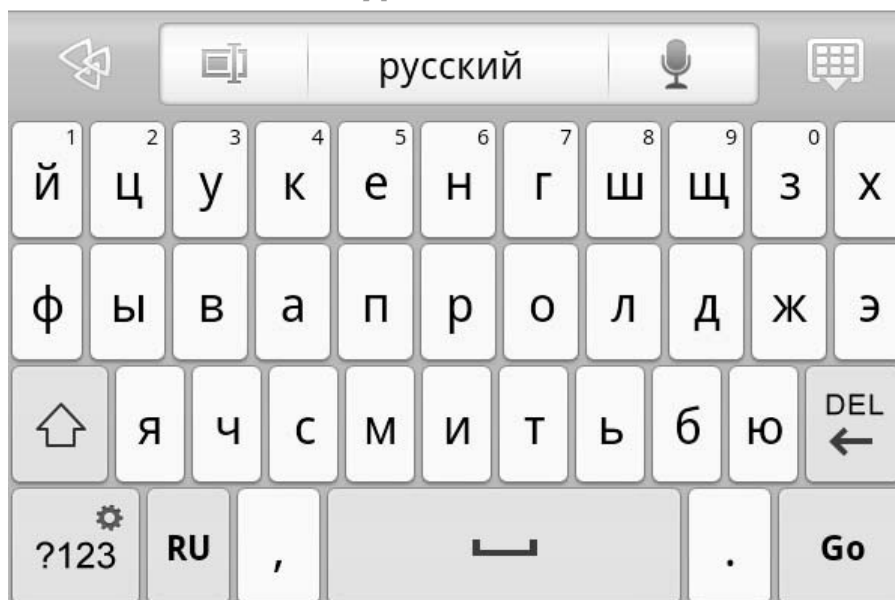 русский
й 1 ц 2 у 3 к 4 е 5 н 6 г 7 ш 8 щ 9 з 0 х
ф ы в а п р о л д ж э
я ч с м и т ь б ю DEL
?123 RU , . Go